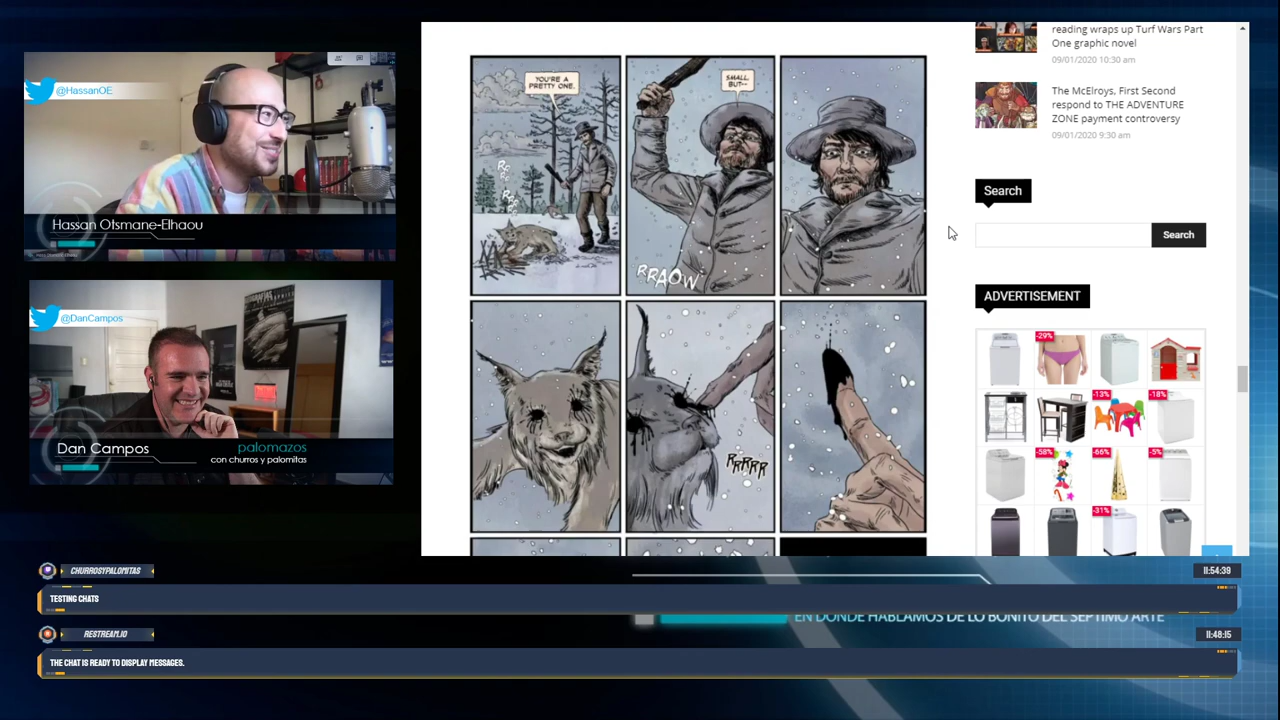 @HassanOE
Hassan Otsmane-Elhaou
@DanCampos
Dan Campos
palomazos
con churros y palomitas
YOU'RE A
PRETTY ONE.
SMALL
BUT--
RRAOW
RRRRR
reading wraps up Turf Wars Part
One graphic novel
09/01/2020 10:30 am
The McElroys, First Second
respond to THE ADVENTURE
ZONE payment controversy
09/01/2020 9:30 am
Search
Search
ADVERTISEMENT
-29%
-13%
-18%
-58%
-66%
-5%
-31%
CHURROSYPALOMITAS
11:54:39
TESTING CHATS
EN DONDE HABLAMOS DE LO BONITO DEL SÉPTIMO ARTE
RESTREAM.IO
11:48:15
THE CHAT IS READY TO DISPLAY MESSAGES.